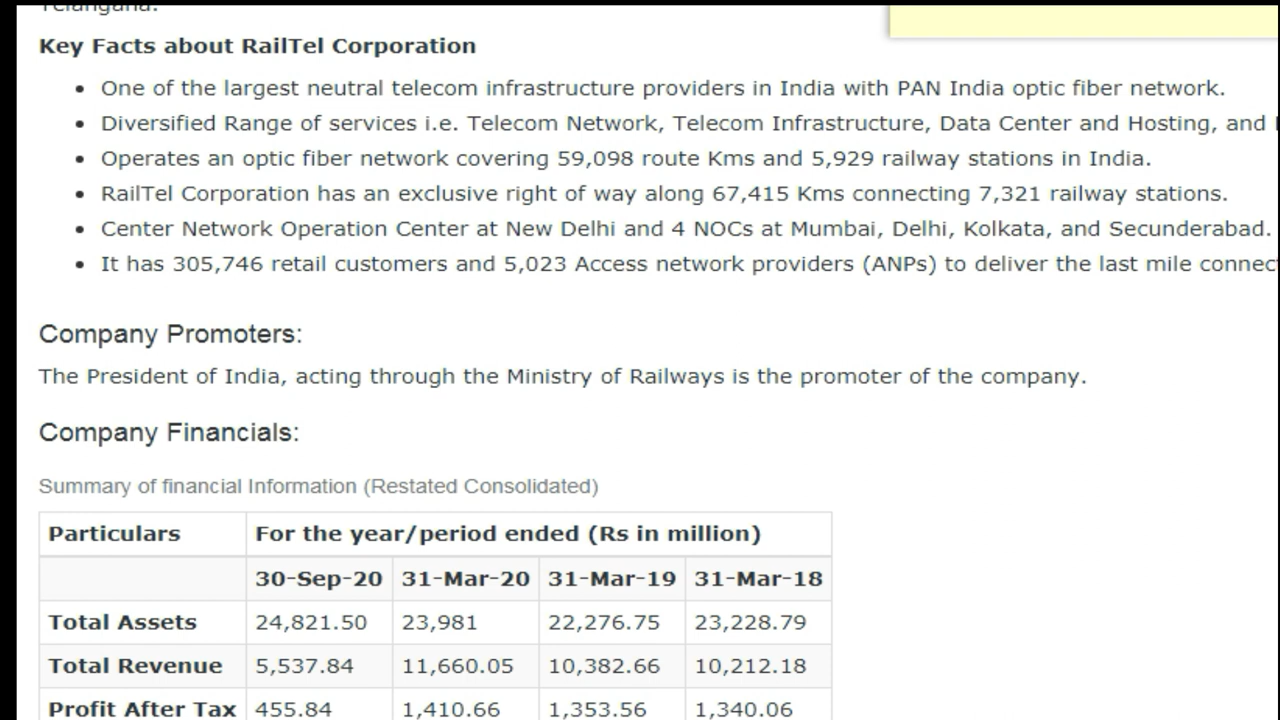 Telangana.
Key Facts about RailTel Corporation
One of the largest neutral telecom infrastructure providers in India with PAN India optic fiber network.
Diversified Range of services i.e. Telecom Network, Telecom Infrastructure, Data Center and Hosting, and
Operates an optic fiber network covering 59,098 route Kms and 5,929 railway stations in India.
RailTel Corporation has an exclusive right of way along 67,415 Kms connecting 7,321 railway stations.
Center Network Operation Center at New Delhi and 4 NOCs at Mumbai, Delhi, Kolkata, and Secunderabad.
It has 305,746 retail customers and 5,023 Access network providers (ANPs) to deliver the last mile
Company Promoters:
The President of India, acting through the Ministry of Railways is the promoter of the company.
Company Financials:
Summary of financial Information (Restated Consolidated)
Particulars For the year/period ended (Rs in million)
30-Sep-20 31-Mar-20 31-Mar-19 31-Mar-18
Total Assets 24,821.50 23,981 22,276.75 23,228.79
Total Revenue 5,537.84 11,660.05 10,382.66 10,212.18
Profit After Tax 455.84 1,410.66 1,353.56 1,340.06